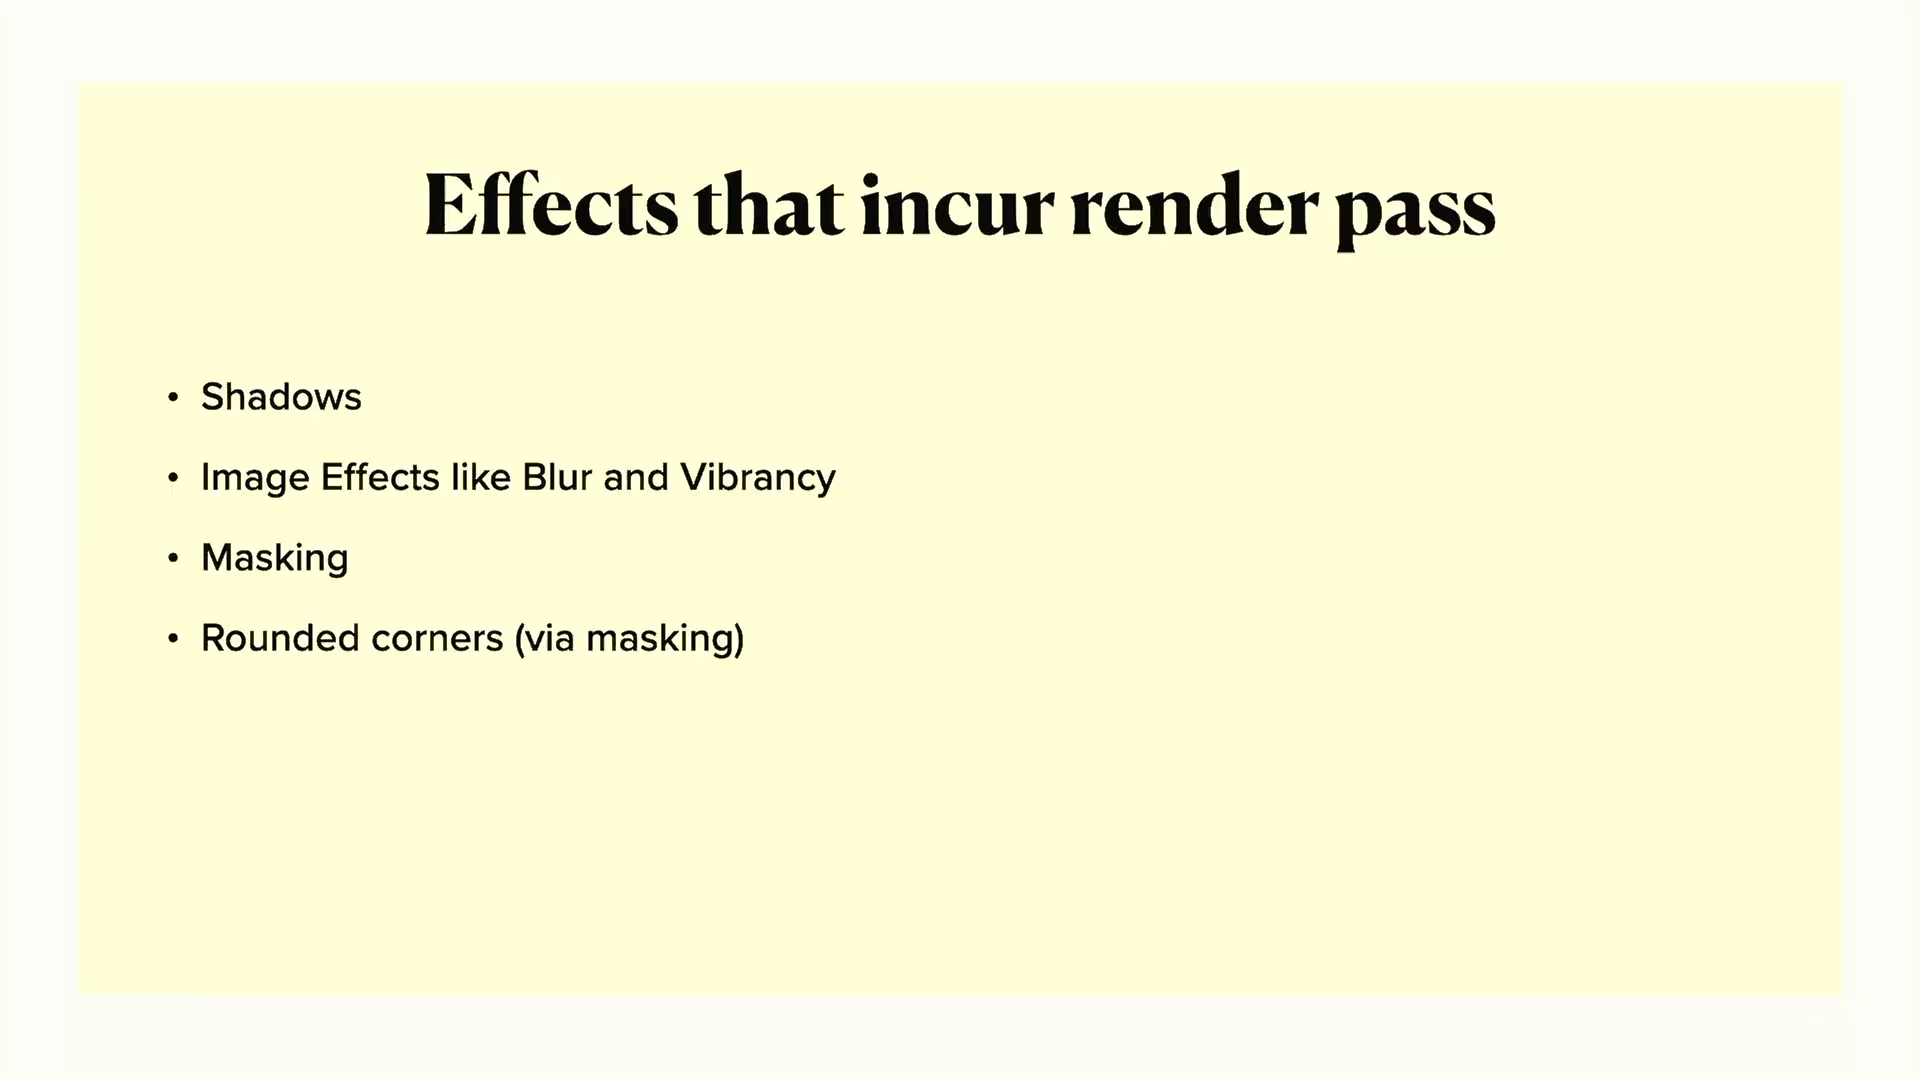 Effects that incur render pass
• Shadows
• Image Effects like Blur and Vibrancy
• Masking
• Rounded corners (via masking)